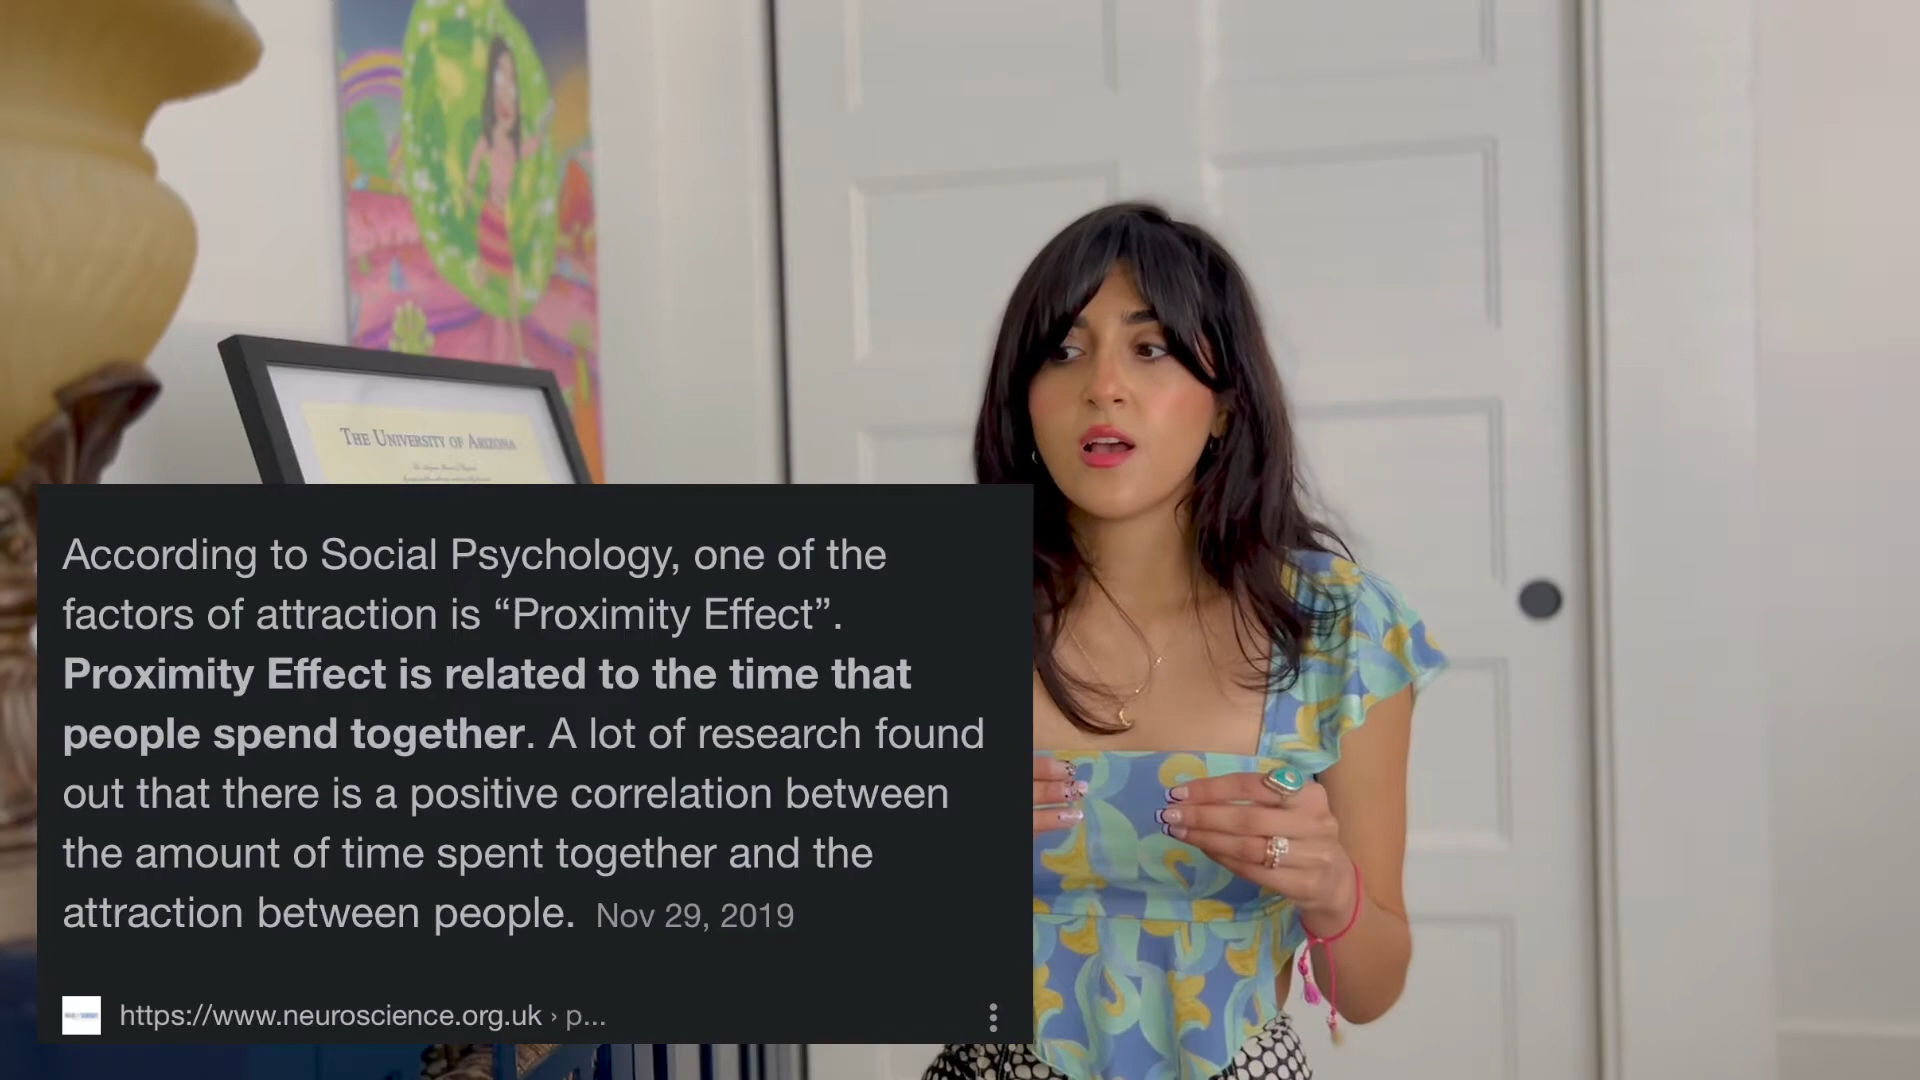 THE UNIVERSITY OF ARIZONA
According to Social Psychology, one of the
factors of attraction is “Proximity Effect”.
Proximity Effect is related to the time that
people spend together. A lot of research found
out that there is a positive correlation between
the amount of time spent together and the
attraction between people. Nov 29, 2019
https://www.neuroscience.org.uk › p...